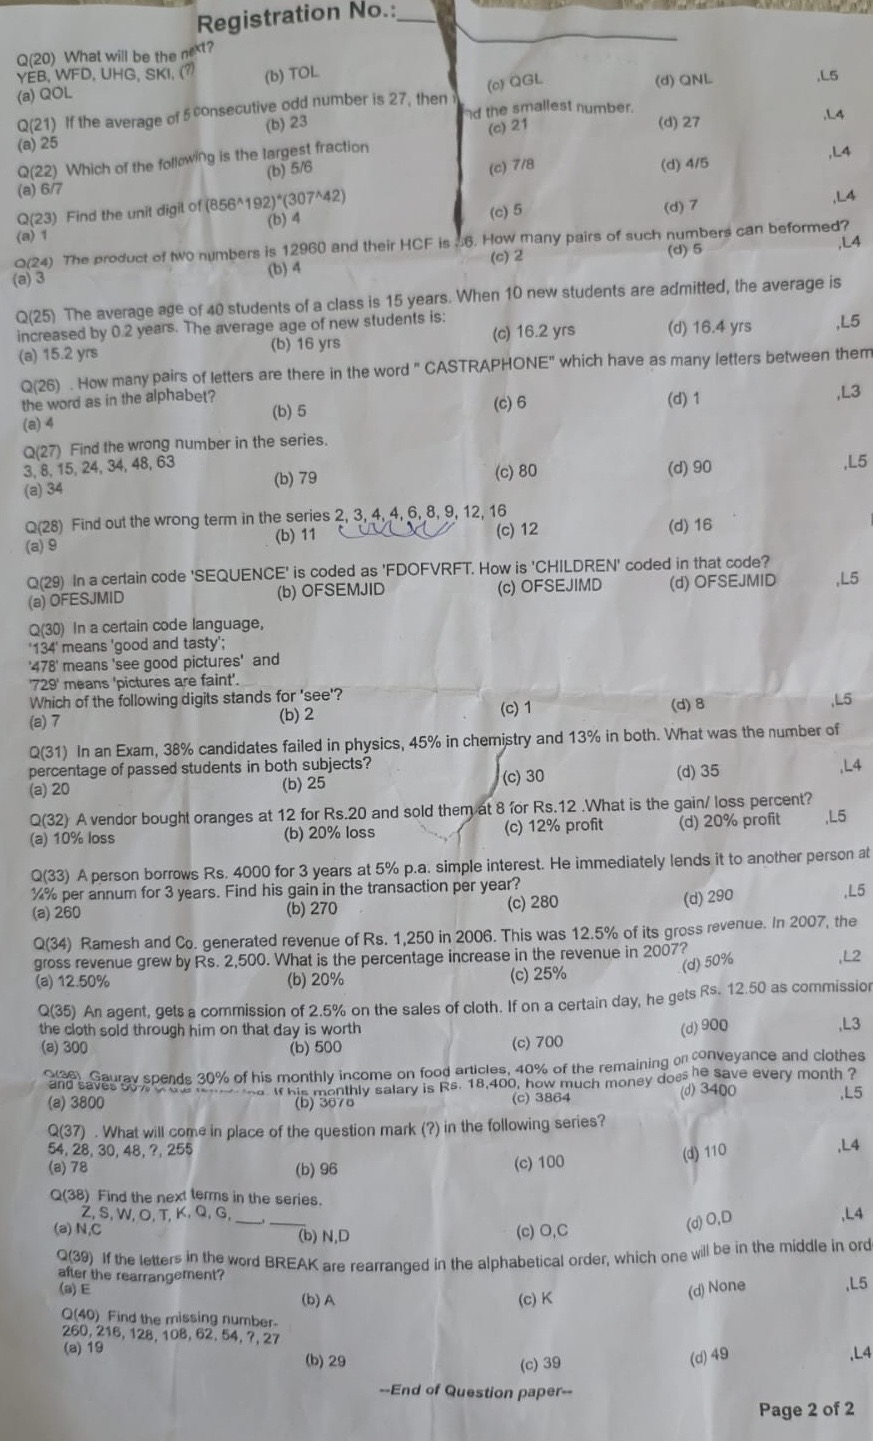 Registration No.:
Q(20) What will be the next?
YEB, WFD, UHG, SKI, (?)
(a) QOL (b) TOL (c) QGL (d) QNL ,L5
Q(21) If the average of 5 consecutive odd number is 27, then nd the smallest number.
(a) 25 (b) 23 (c) 21 (d) 27 ,L4
Q(22) Which of the following is the largest fraction
(a) 6/7 (b) 5/6 (c) 7/8 (d) 4/5 ,L4
Q(23) Find the unit digit of (856^192)*(307^42)
(a) 1 (b) 4 (c) 5 (d) 7 ,L4
Q(24) The product of two numbers is 12960 and their HCF is 6. How many pairs of such numbers can beformed?
(a) 3 (b) 4 (c) 2 (d) 5 ,L4
Q(25) The average age of 40 students of a class is 15 years. When 10 new students are admitted, the average is
increased by 0.2 years. The average age of new students is:
(a) 15.2 yrs (b) 16 yrs (c) 16.2 yrs (d) 16.4 yrs ,L5
Q(26) . How many pairs of letters are there in the word " CASTRAPHONE" which have as many letters between them
the word as in the alphabet?
(a) 4 (b) 5 (c) 6 (d) 1 ,L3
Q(27) Find the wrong number in the series.
3, 8, 15, 24, 34, 48, 63
(a) 34 (b) 79 (c) 80 (d) 90 ,L5
Q(28) Find out the wrong term in the series 2, 3, 4, 4, 6, 8, 9, 12, 16
(a) 9 (b) 11 (c) 12 (d) 16
Q(29) In a certain code 'SEQUENCE' is coded as 'FDOFVRFT. How is 'CHILDREN' coded in that code?
(a) OFESJMID (b) OFSEMJID (c) OFSEJIMD (d) OFSEJMID ,L5
Q(30) In a certain code language,
'134' means 'good and tasty';
'478' means 'see good pictures' and
'729' means 'pictures are faint'.
Which of the following digits stands for 'see'?
(a) 7 (b) 2 (c) 1 (d) 8 ,L5
Q(31) In an Exam, 38% candidates failed in physics, 45% in chemistry and 13% in both. What was the number of
percentage of passed students in both subjects?
(a) 20 (b) 25 (c) 30 (d) 35 ,L4
Q(32) A vendor bought oranges at 12 for Rs.20 and sold them at 8 for Rs.12 .What is the gain/ loss percent?
(a) 10% loss (b) 20% loss (c) 12% profit (d) 20% profit ,L5
Q(33) A person borrows Rs. 4000 for 3 years at 5% p.a. simple interest. He immediately lends it to another person at
¼% per annum for 3 years. Find his gain in the transaction per year?
(a) 260 (b) 270 (c) 280 (d) 290 ,L5
Q(34) Ramesh and Co. generated revenue of Rs. 1,250 in 2006. This was 12.5% of its gross revenue. In 2007, the
gross revenue grew by Rs. 2,500. What is the percentage increase in the revenue in 2007?
(a) 12.50% (b) 20% (c) 25% (d) 50% ,L2
Q(35) An agent, gets a commission of 2.5% on the sales of cloth. If on a certain day, he gets Rs. 12.50 as commission
the cloth sold through him on that day is worth
(a) 300 (b) 500 (c) 700 (d) 900 ,L3
Q(36) Gaurav spends 30% of his monthly income on food articles, 40% of the remaining on conveyance and clothes
and saves 50% If his monthly salary is Rs. 18,400, how much money does he save every month ?
(a) 3800 (b) 3670 (c) 3864 (d) 3400 ,L5
Q(37) . What will come in place of the question mark (?) in the following series?
54, 28, 30, 48, ?, 255
(a) 78 (b) 96 (c) 100 (d) 110 ,L4
Q(38) Find the next terms in the series.
Z, S, W, O, T, K, Q, G, ___, ____
(a) N,C (b) N,D (c) O,C (d) O,D ,L4
Q(39) If the letters in the word BREAK are rearranged in the alphabetical order, which one will be in the middle in ord
after the rearrangement?
(a) E (b) A (c) K (d) None ,L5
Q(40) Find the missing number-
260, 216, 128, 108, 62, 54, ?, 27
(a) 19 (b) 29 (c) 39 (d) 49 ,L4
--End of Question paper--
Page 2 of 2